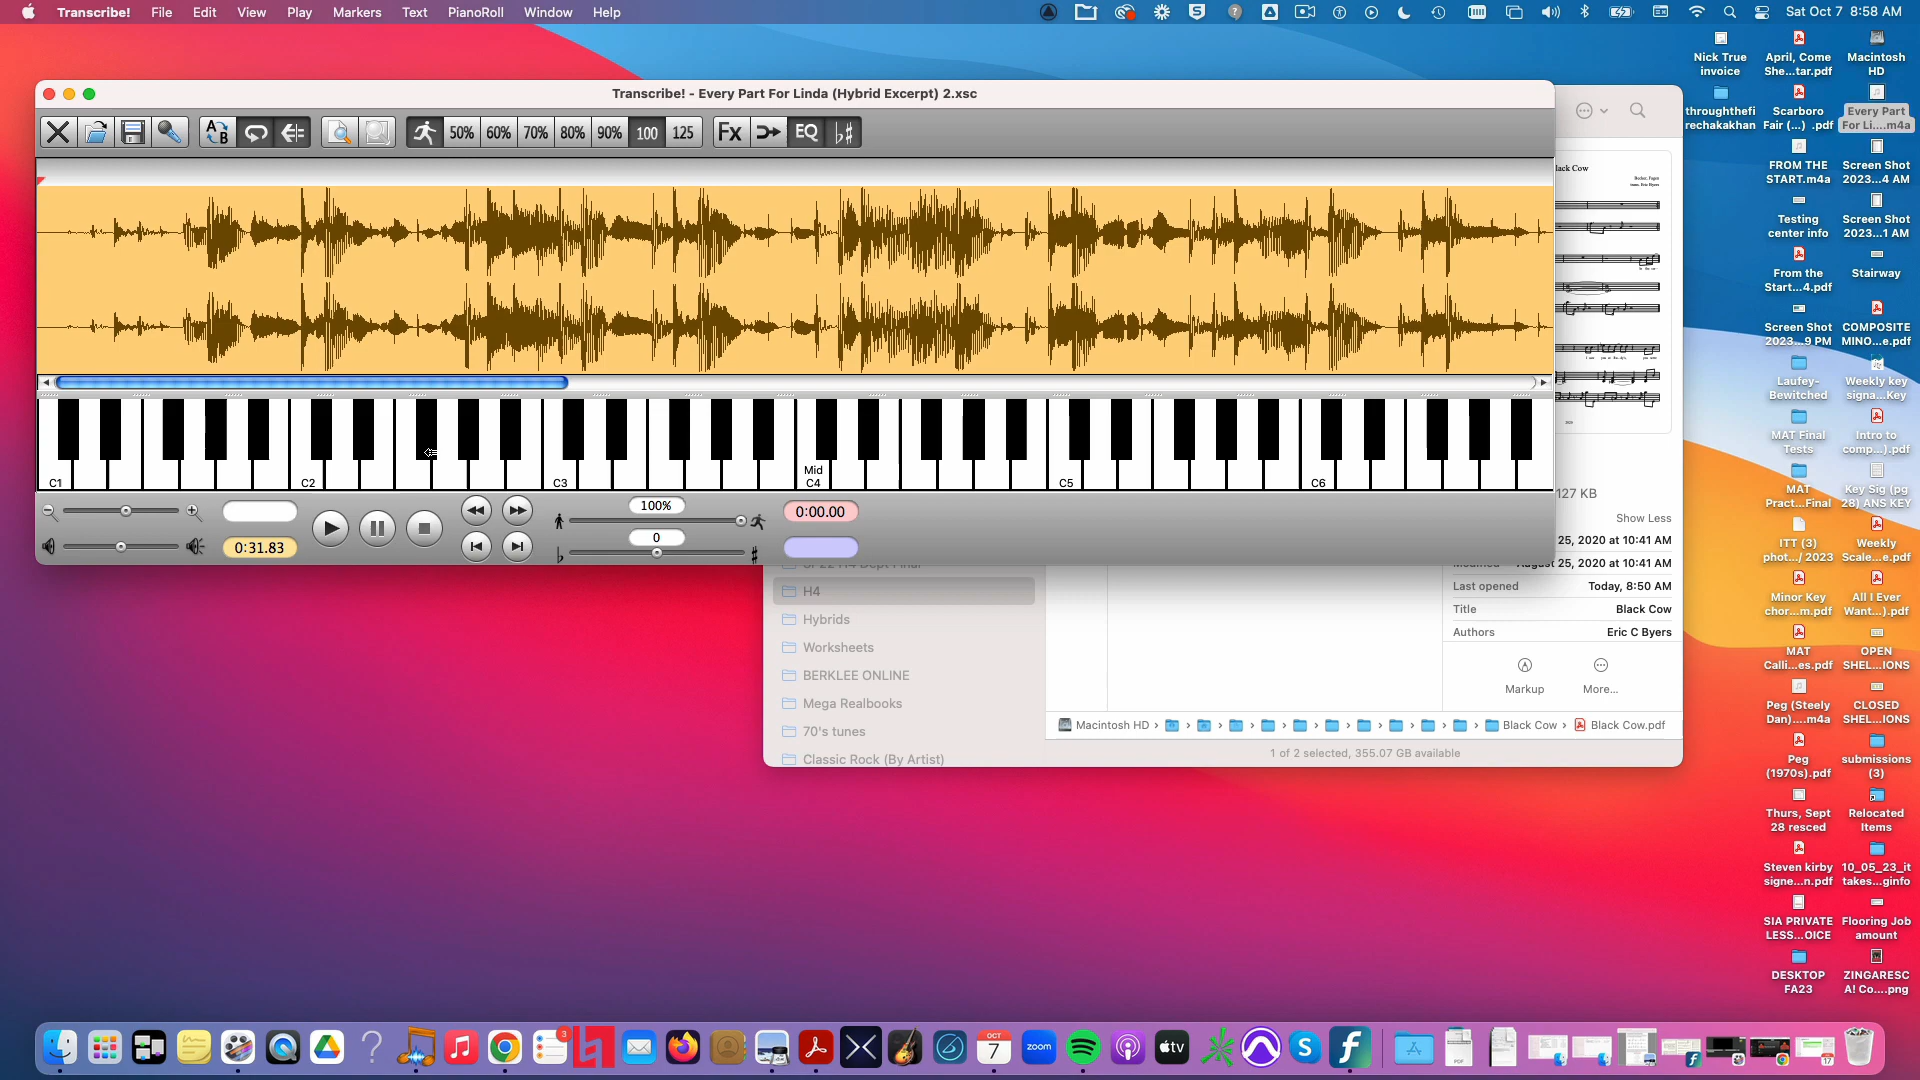 Transcribe! File Edit View Play Markers Text PianoRoll Window Help
Sat Oct 7 8:58 AM
Transcribe! - Every Part For Linda (Hybrid Excerpt) 2.xsc
A B 50% 60% 70% 80% 90% 100 125 Fx EQ
Mid
C1 C2 C3 C4 C5 C6
100% 0:00.00
0:31.83 0
lack Cow
127 KB
Show Less
25, 2020 at 10:41 AM
August 25, 2020 at 10:41 AM
Last opened Today, 8:50 AM
Title Black Cow
Authors Eric C Byers
Markup More...
H4
Hybrids
Worksheets
BERKLEE ONLINE
Mega Realbooks
70's tunes
Classic Rock (By Artist)
Macintosh HD Black Cow Black Cow.pdf
1 of 2 selected, 355.07 GB available
Nick True
invoice
April, Come
She...tar.pdf
Macintosh
HD
throughthefi
rechakakhan
Scarboro
Fair (...) .pdf
Every Part
For Li....m4a
FROM THE
START.m4a
Screen Shot
2023...4 AM
Testing
center info
Screen Shot
2023...1 AM
From the
Start...4.pdf
Stairway
Screen Shot
2023...9 PM
COMPOSITE
MINO...e.pdf
Laufey-
Bewitched
Weekly key
signa...Key
MAT Final
Tests
Intro to
comp...).pdf
MAT
Pract...Final
Key Sig (pg
28) ANS KEY
ITT (3)
phot.../ 2023
Weekly
Scale...e.pdf
Minor Key
chor...m.pdf
All I Ever
Want...).pdf
MAT
Calli...es.pdf
OPEN
SHEL...IONS
Peg (Steely
Dan)....m4a
CLOSED
SHEL...IONS
Peg
(1970s).pdf
submissions
(3)
Thurs, Sept
28 resced
Relocated
Items
Steven kirby
signe...n.pdf
10_05_23_it
takes...ginfo
SIA PRIVATE
LESS...OICE
Flooring Job
amount
DESKTOP
FA23
ZINGARESC
A! Co....png
3
OCT
7
zoom
tv